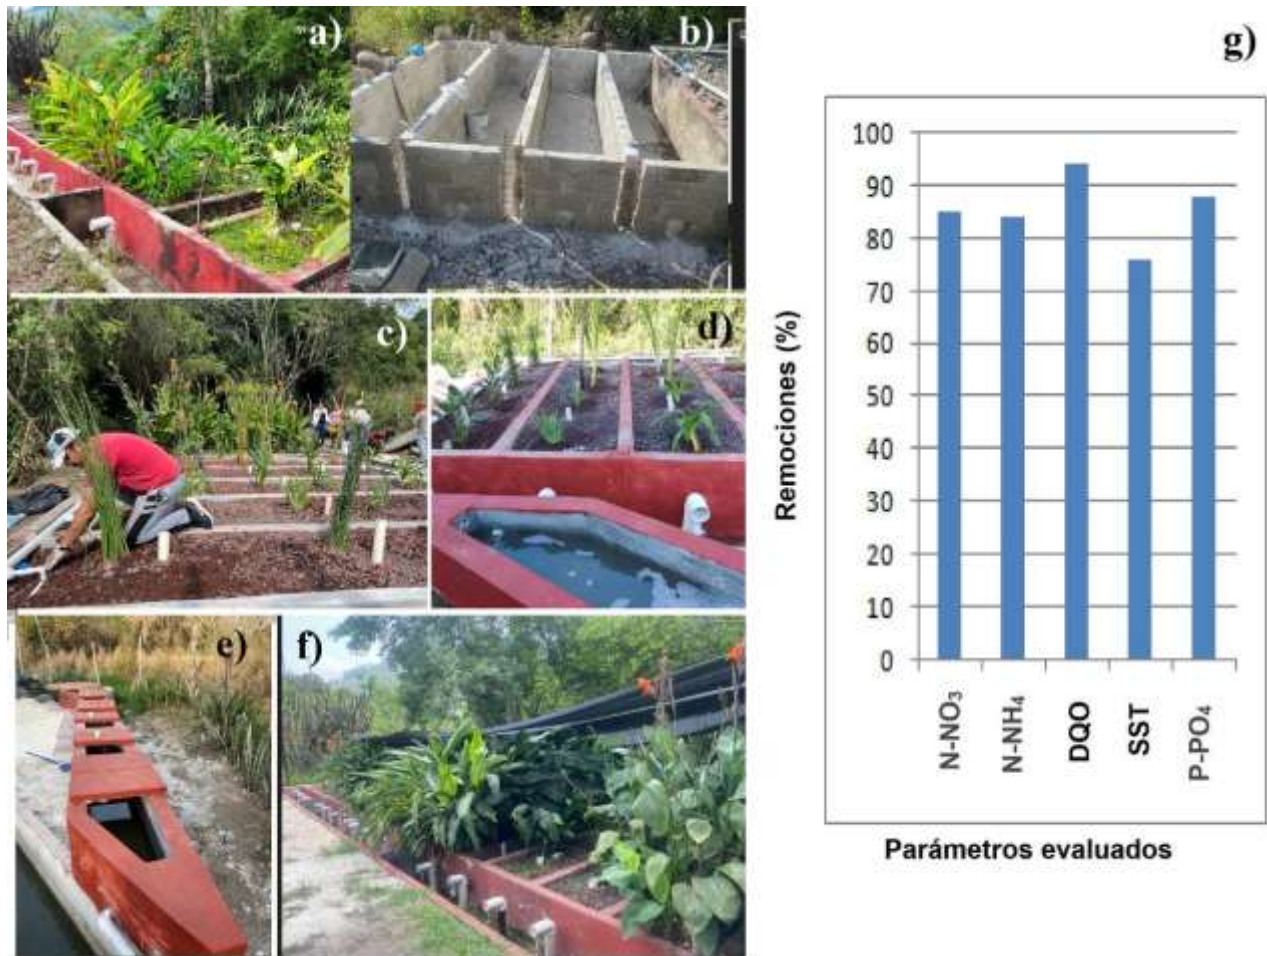 a)
b)
c)
d)
e)
f)
g)
100
90
80
70
60
50
40
30
20
10
0
Remociones (%)
N-NO₃
N-NH₄
DQO
SST
P-PO₄
Parámetros evaluados